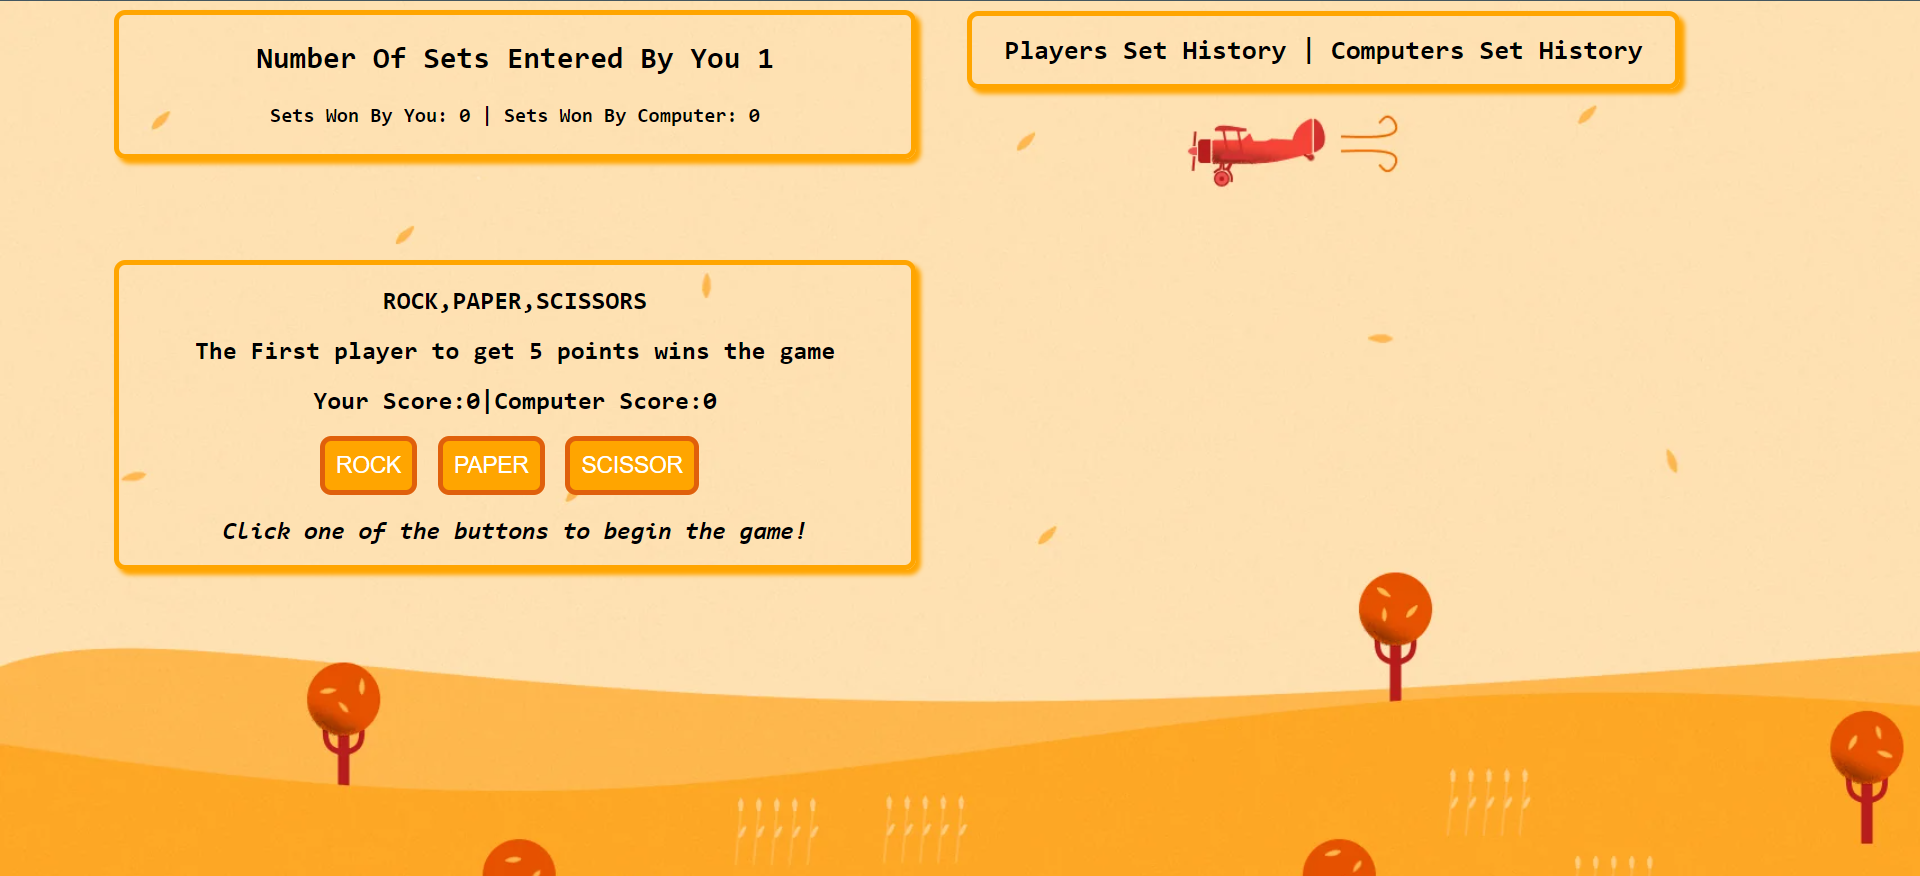 Number Of Sets Entered By You 1
Sets Won By You: 0 | Sets Won By Computer: 0
Players Set History | Computers Set History
ROCK,PAPER,SCISSORS
The First player to get 5 points wins the game
Your Score:0|Computer Score:0
ROCK PAPER SCISSOR
Click one of the buttons to begin the game!